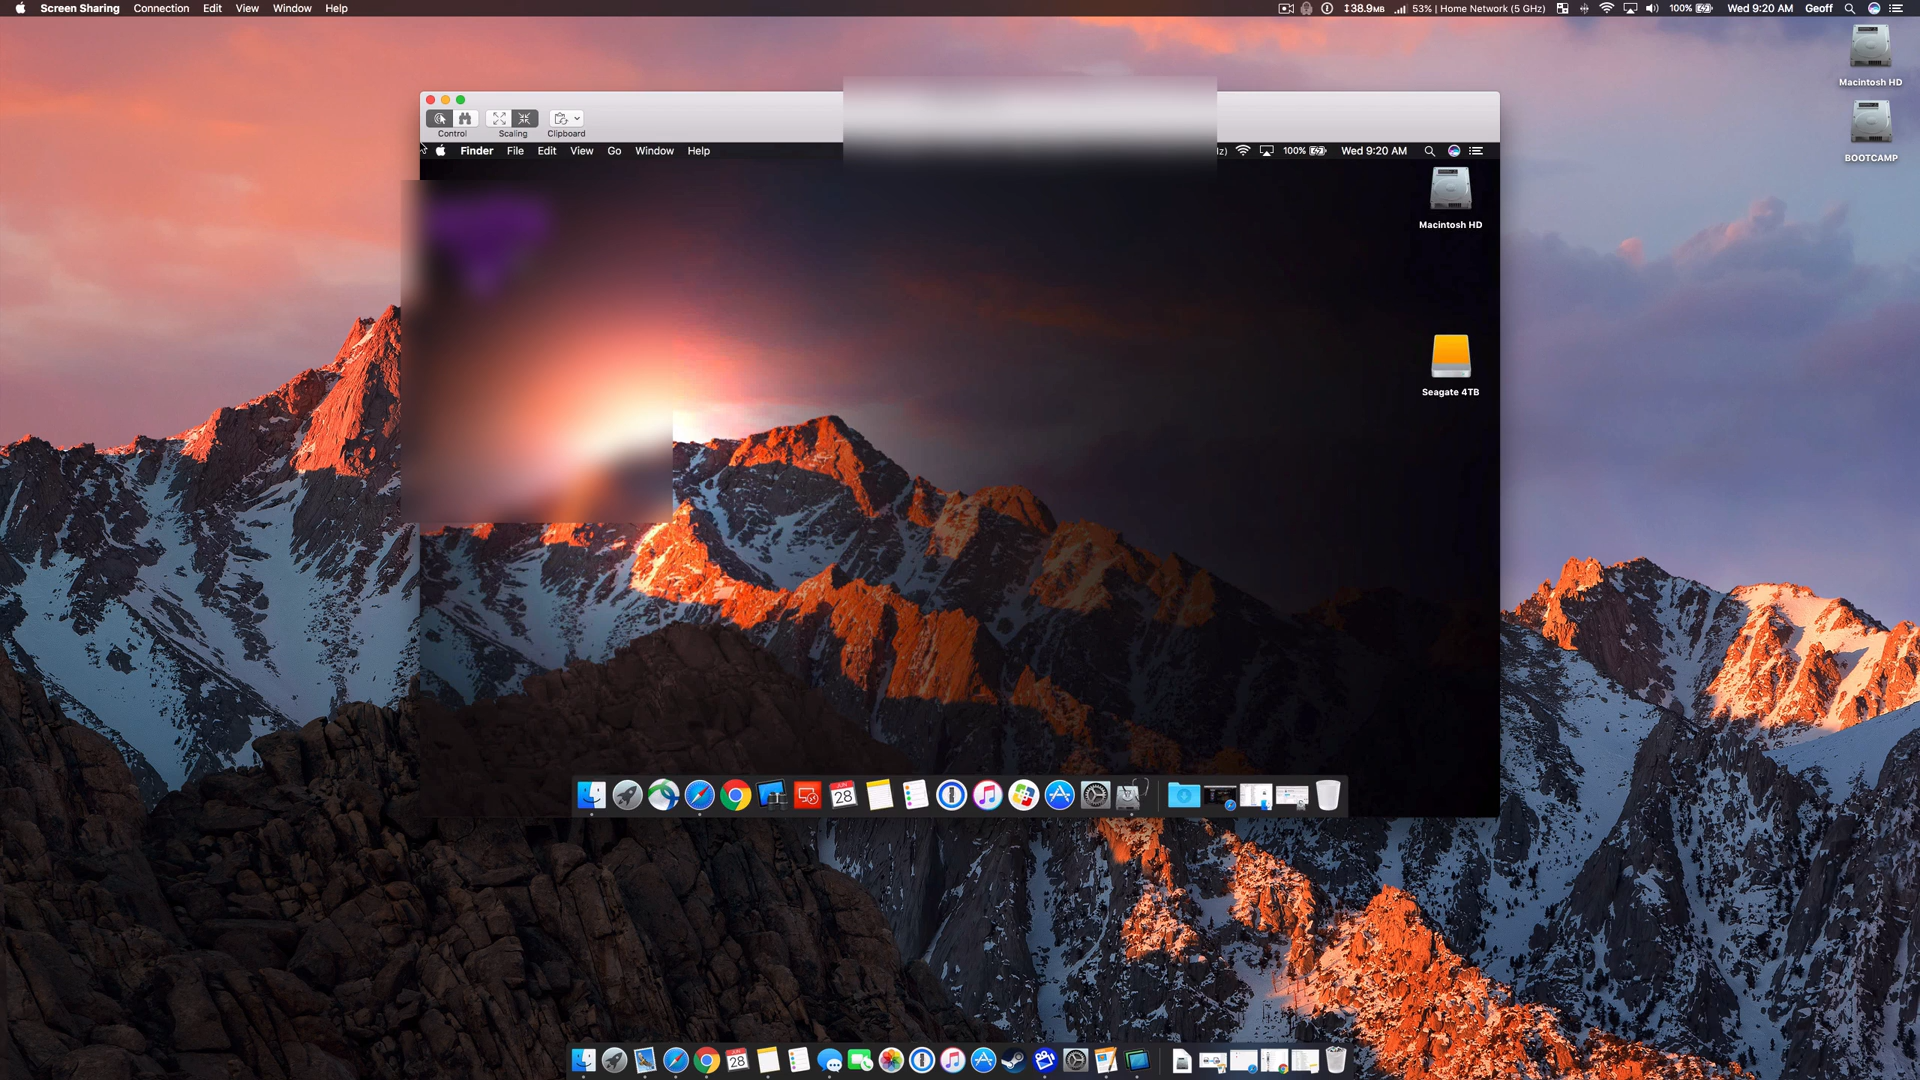 Screen Sharing Connection Edit View Window Help 38.9MB 53% | Home Network (5 GHz) 100% Wed 9:20 AM Geoff
Macintosh HD
BOOTCAMP
Control Scaling Clipboard
Finder File Edit View Go Window Help z) 100% Wed 9:20 AM
Macintosh HD
Seagate 4TB
JUN
28
28